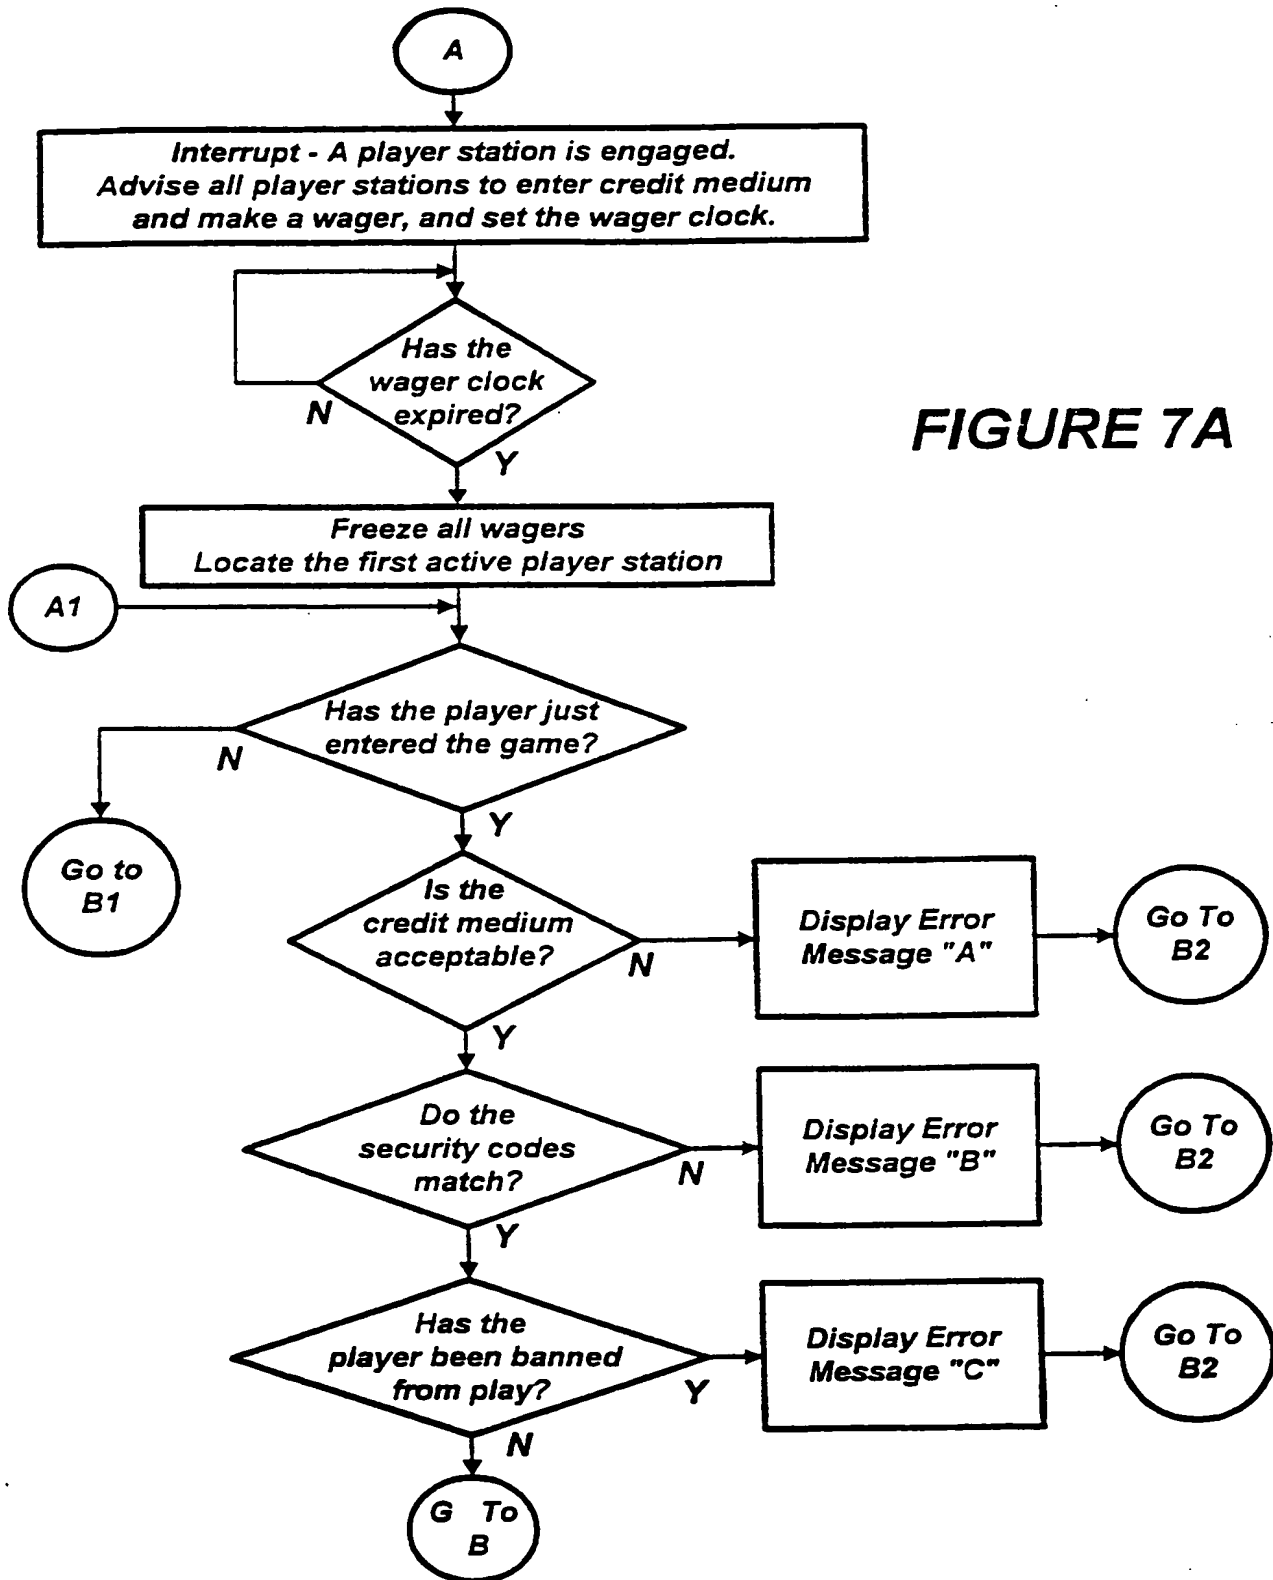 A
Interrupt - A player station is engaged.
Advise all player stations to enter credit medium
and make a wager, and set the wager clock.
Has the
wager clock
expired?
N
Y
FIGURE 7A
Freeze all wagers
Locate the first active player station
A1
Has the player just
entered the game?
N
Y
Go to
B1
Is the
credit medium
acceptable?
N
Y
Display Error
Message "A"
Go To
B2
Do the
security codes
match?
N
Y
Display Error
Message "B"
Go To
B2
Has the
player been banned
from play?
Y
N
Display Error
Message "C"
Go To
B2
G To
B